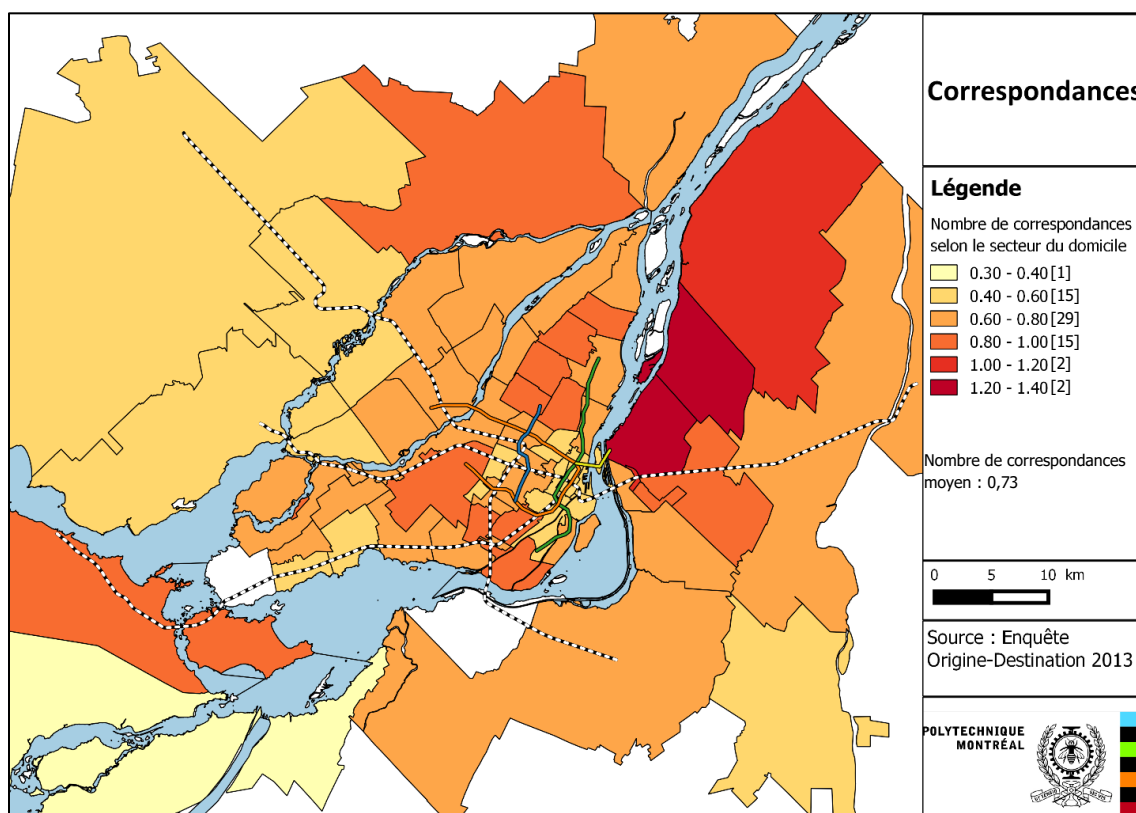 Correspondances
Légende
Nombre de correspondances
selon le secteur du domicile
0.30 - 0.40 [1]
0.40 - 0.60 [15]
0.60 - 0.80 [29]
0.80 - 1.00 [15]
1.00 - 1.20 [2]
1.20 - 1.40 [2]
Nombre de correspondances
moyen : 0,73
0 5 10 km
Source : Enquête
Origine-Destination 2013
POLYTECHNIQUE
MONTRÉAL